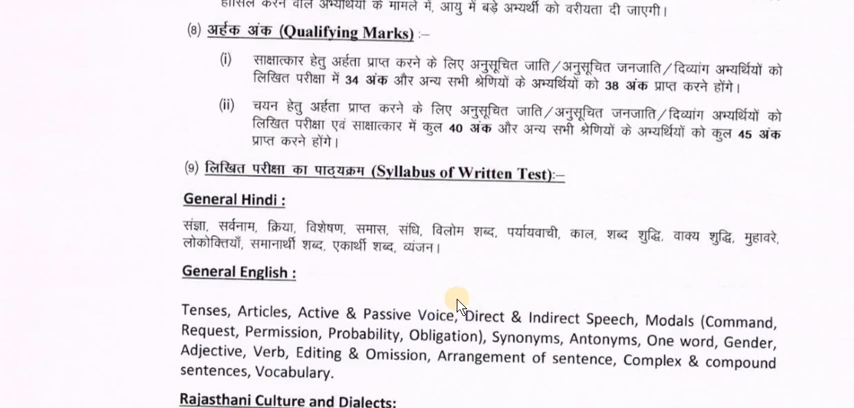 हासिल करने वाले अभ्यर्थियों के मामले में, आयु में बड़े अभ्यर्थी को वरीयता दी जाएगी।
(8) अर्हक अंक (Qualifying Marks) :–
(i) साक्षात्कार हेतु अर्हता प्राप्त करने के लिए अनुसूचित जाति/अनुसूचित जनजाति/दिव्यांग अभ्यर्थियों को
लिखित परीक्षा में 34 अंक और अन्य सभी श्रेणियों के अभ्यर्थियों को 38 अंक प्राप्त करने होंगे।
(ii) चयन हेतु अर्हता प्राप्त करने के लिए अनुसूचित जाति/अनुसूचित जनजाति/दिव्यांग अभ्यर्थियों को
लिखित परीक्षा एवं साक्षात्कार में कुल 40 अंक और अन्य सभी श्रेणियों के अभ्यर्थियों को कुल 45 अंक
प्राप्त करने होंगे।
(9) लिखित परीक्षा का पाठ्यक्रम (Syllabus of Written Test):–
General Hindi :
संज्ञा, सर्वनाम, क्रिया, विशेषण, समास, संधि, विलोम शब्द, पर्यायवाची, काल, शब्द शुद्धि, वाक्य शुद्धि, मुहावरे,
लोकोक्तियाँ, समानार्थी शब्द, एकार्थी शब्द, व्यंजन।
General English :
Tenses, Articles, Active & Passive Voice, Direct & Indirect Speech, Modals (Command,
Request, Permission, Probability, Obligation), Synonyms, Antonyms, One word, Gender,
Adjective, Verb, Editing & Omission, Arrangement of sentence, Complex & compound
sentences, Vocabulary.
Rajasthani Culture and Dialects: